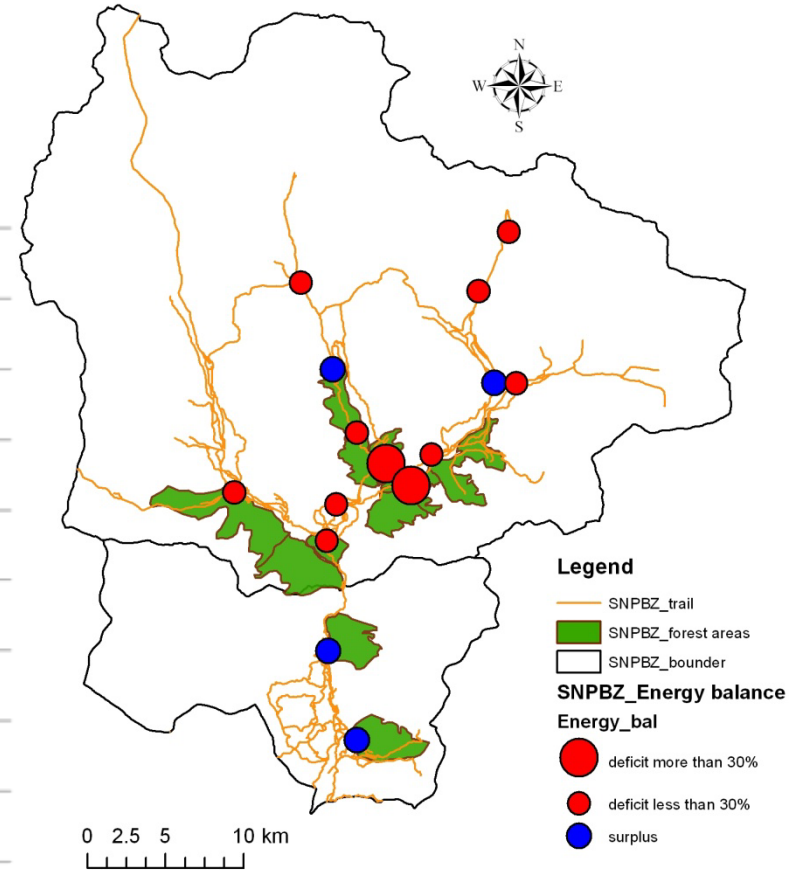 N
W E
S
Legend
SNPBZ_trail
SNPBZ_forest areas
SNPBZ_bounder
SNPBZ_Energy balance
Energy_bal
deficit more than 30%
deficit less than 30%
surplus
0 2.5 5 10 km